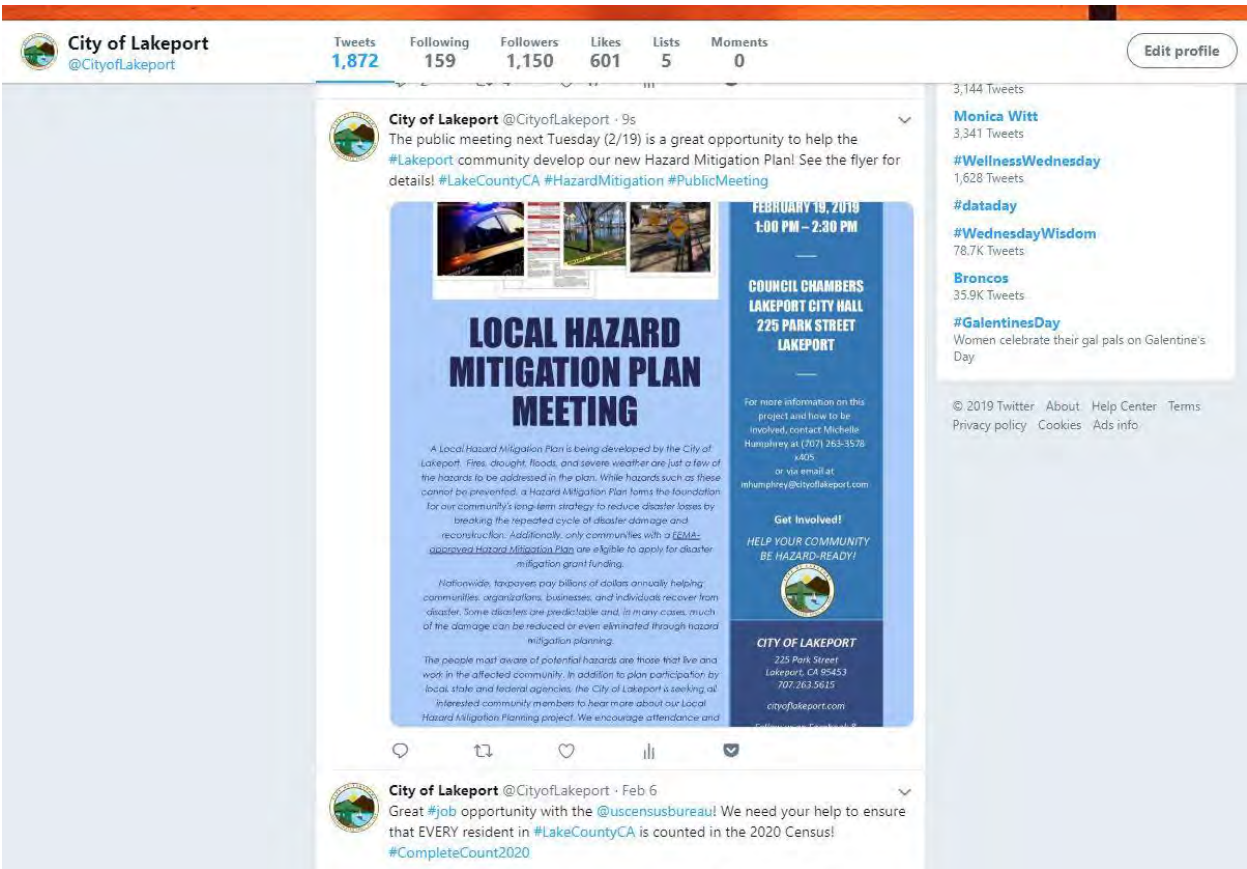 City of Lakeport
@CityofLakeport
Tweets
1,872
Following
159
Followers
1,150
Likes
601
Lists
5
Moments
0
Edit profile
City of Lakeport @CityofLakeport · 9s
The public meeting next Tuesday (2/19) is a great opportunity to help the
#Lakeport community develop our new Hazard Mitigation Plan! See the flyer for
details! #LakeCountyCA #HazardMitigation #PublicMeeting
LOCAL HAZARD
MITIGATION PLAN
MEETING
A Local Hazard Mitigation Plan is being developed by the City of
Lakeport. Fires, drought, floods, and severe weather are just a few of
the hazards to be addressed in the plan. While hazards such as these
cannot be prevented, a Hazard Mitigation Plan forms the foundation
for our community's long-term strategy to reduce disaster losses by
breaking the repeated cycle of disaster damage and
reconstruction. Additionally, only communities with a FEMA-
approved Hazard Mitigation Plan are eligible to apply for disaster
mitigation grant funding.
Nationwide, taxpayers pay billions of dollars annually helping
communities, organizations, businesses, and individuals recover from
disaster. Some disasters are predictable and, in many cases, much
of the damage can be reduced or even eliminated through hazard
mitigation planning.
The people most aware of potential hazards are those that live and
work in the affected community. In addition to plan participation by
local, state and federal agencies, the City of Lakeport is seeking all
interested community members to hear more about our Local
Hazard Mitigation Planning project. We encourage attendance and
FEBRUARY 19, 2019
1:00 PM – 2:30 PM
COUNCIL CHAMBERS
LAKEPORT CITY HALL
225 PARK STREET
LAKEPORT
For more information on this
project and how to be
involved, contact Michelle
Humphrey at (707) 263-3578
x405
or via email at
mhumphrey@cityoflakeport.com
Get Involved!
HELP YOUR COMMUNITY
BE HAZARD-READY!
CITY OF LAKEPORT
225 Park Street
Lakeport, CA 95453
707.263.5615
cityoflakeport.com
Follow us on Facebook &
City of Lakeport @CityofLakeport · Feb 6
Great #job opportunity with the @uscensusbureau! We need your help to ensure
that EVERY resident in #LakeCountyCA is counted in the 2020 Census!
#CompleteCount2020
3,144 Tweets
Monica Witt
3,341 Tweets
#WellnessWednesday
1,628 Tweets
#dataday
#WednesdayWisdom
78.7K Tweets
Broncos
35.9K Tweets
#GalentinesDay
Women celebrate their gal pals on Galentine's
Day
© 2019 Twitter About Help Center Terms
Privacy policy Cookies Ads info